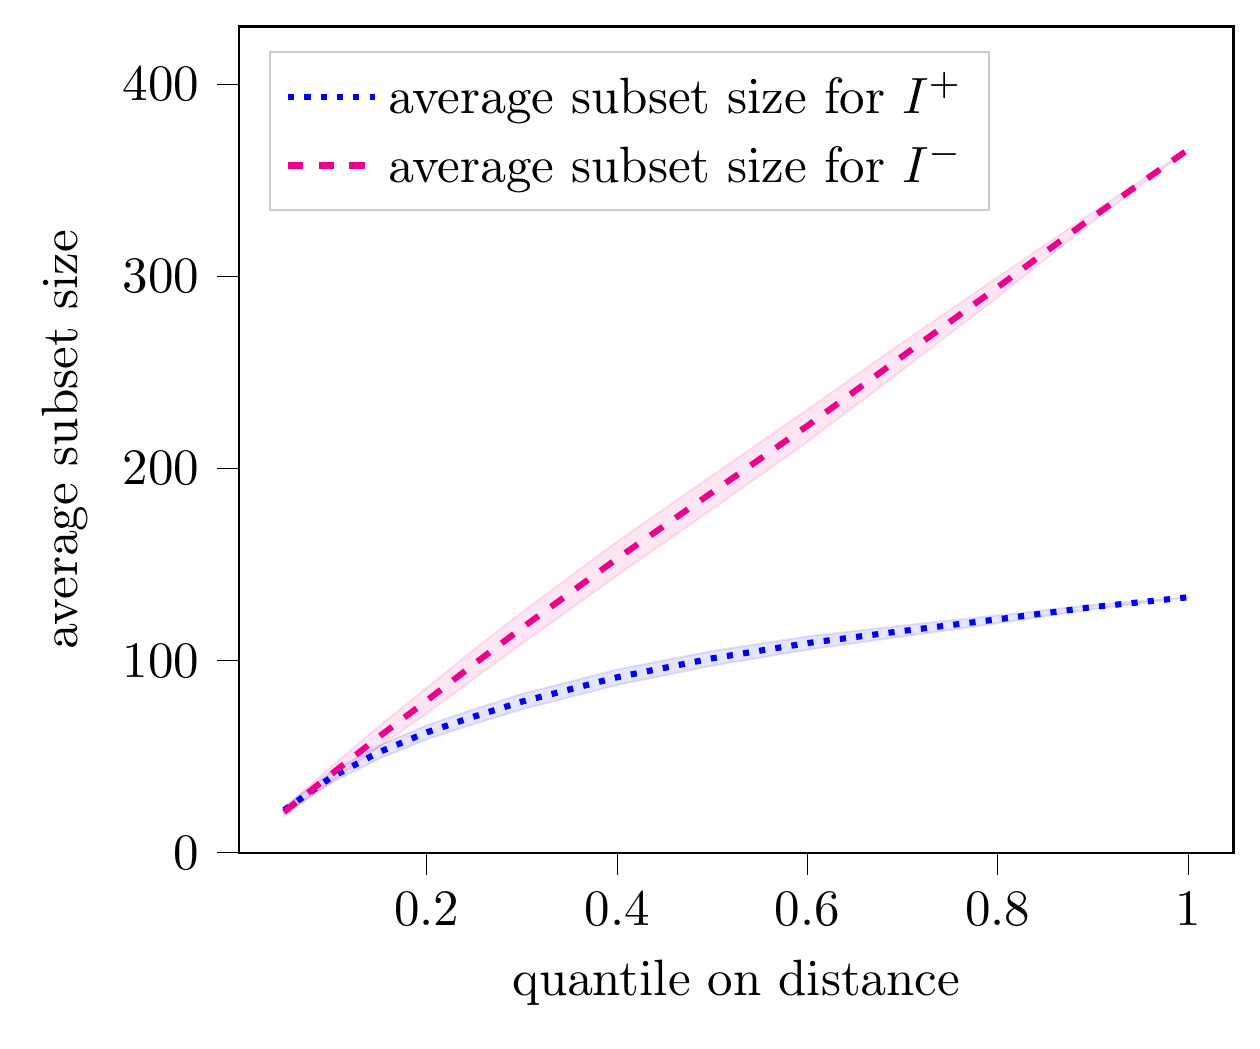 average subset size for I⁺
average subset size for I⁻
400
300
200
100
0
average subset size
0.2 0.4 0.6 0.8 1
quantile on distance